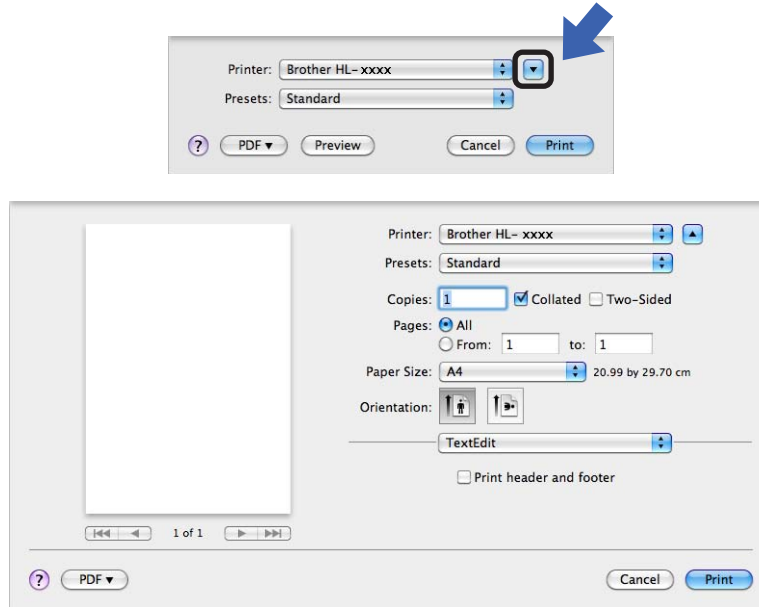 Printer: Brother HL- xxxx
Presets: Standard
? PDF▼ Preview Cancel Print
Printer: Brother HL- xxxx
Presets: Standard
Copies: 1 Collated Two-Sided
Pages: All
From: 1 to: 1
Paper Size: A4 20.99 by 29.70 cm
Orientation:
TextEdit
Print header and footer
1 of 1
? PDF▼ Cancel Print